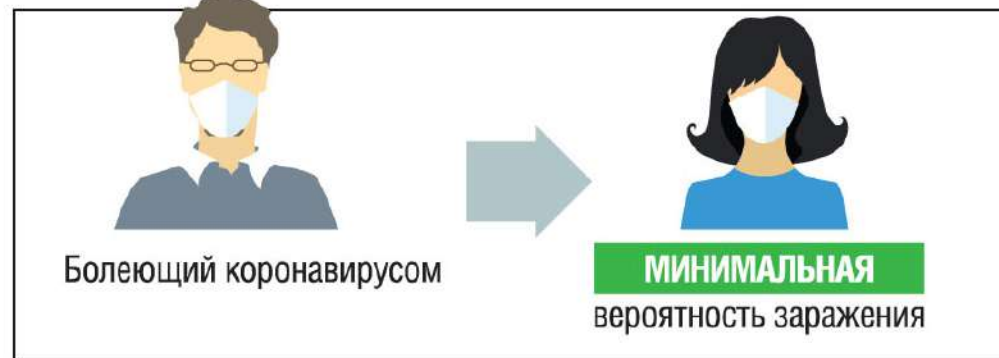 Болеющий коронавирусом
МИНИМАЛЬНАЯ
вероятность заражения